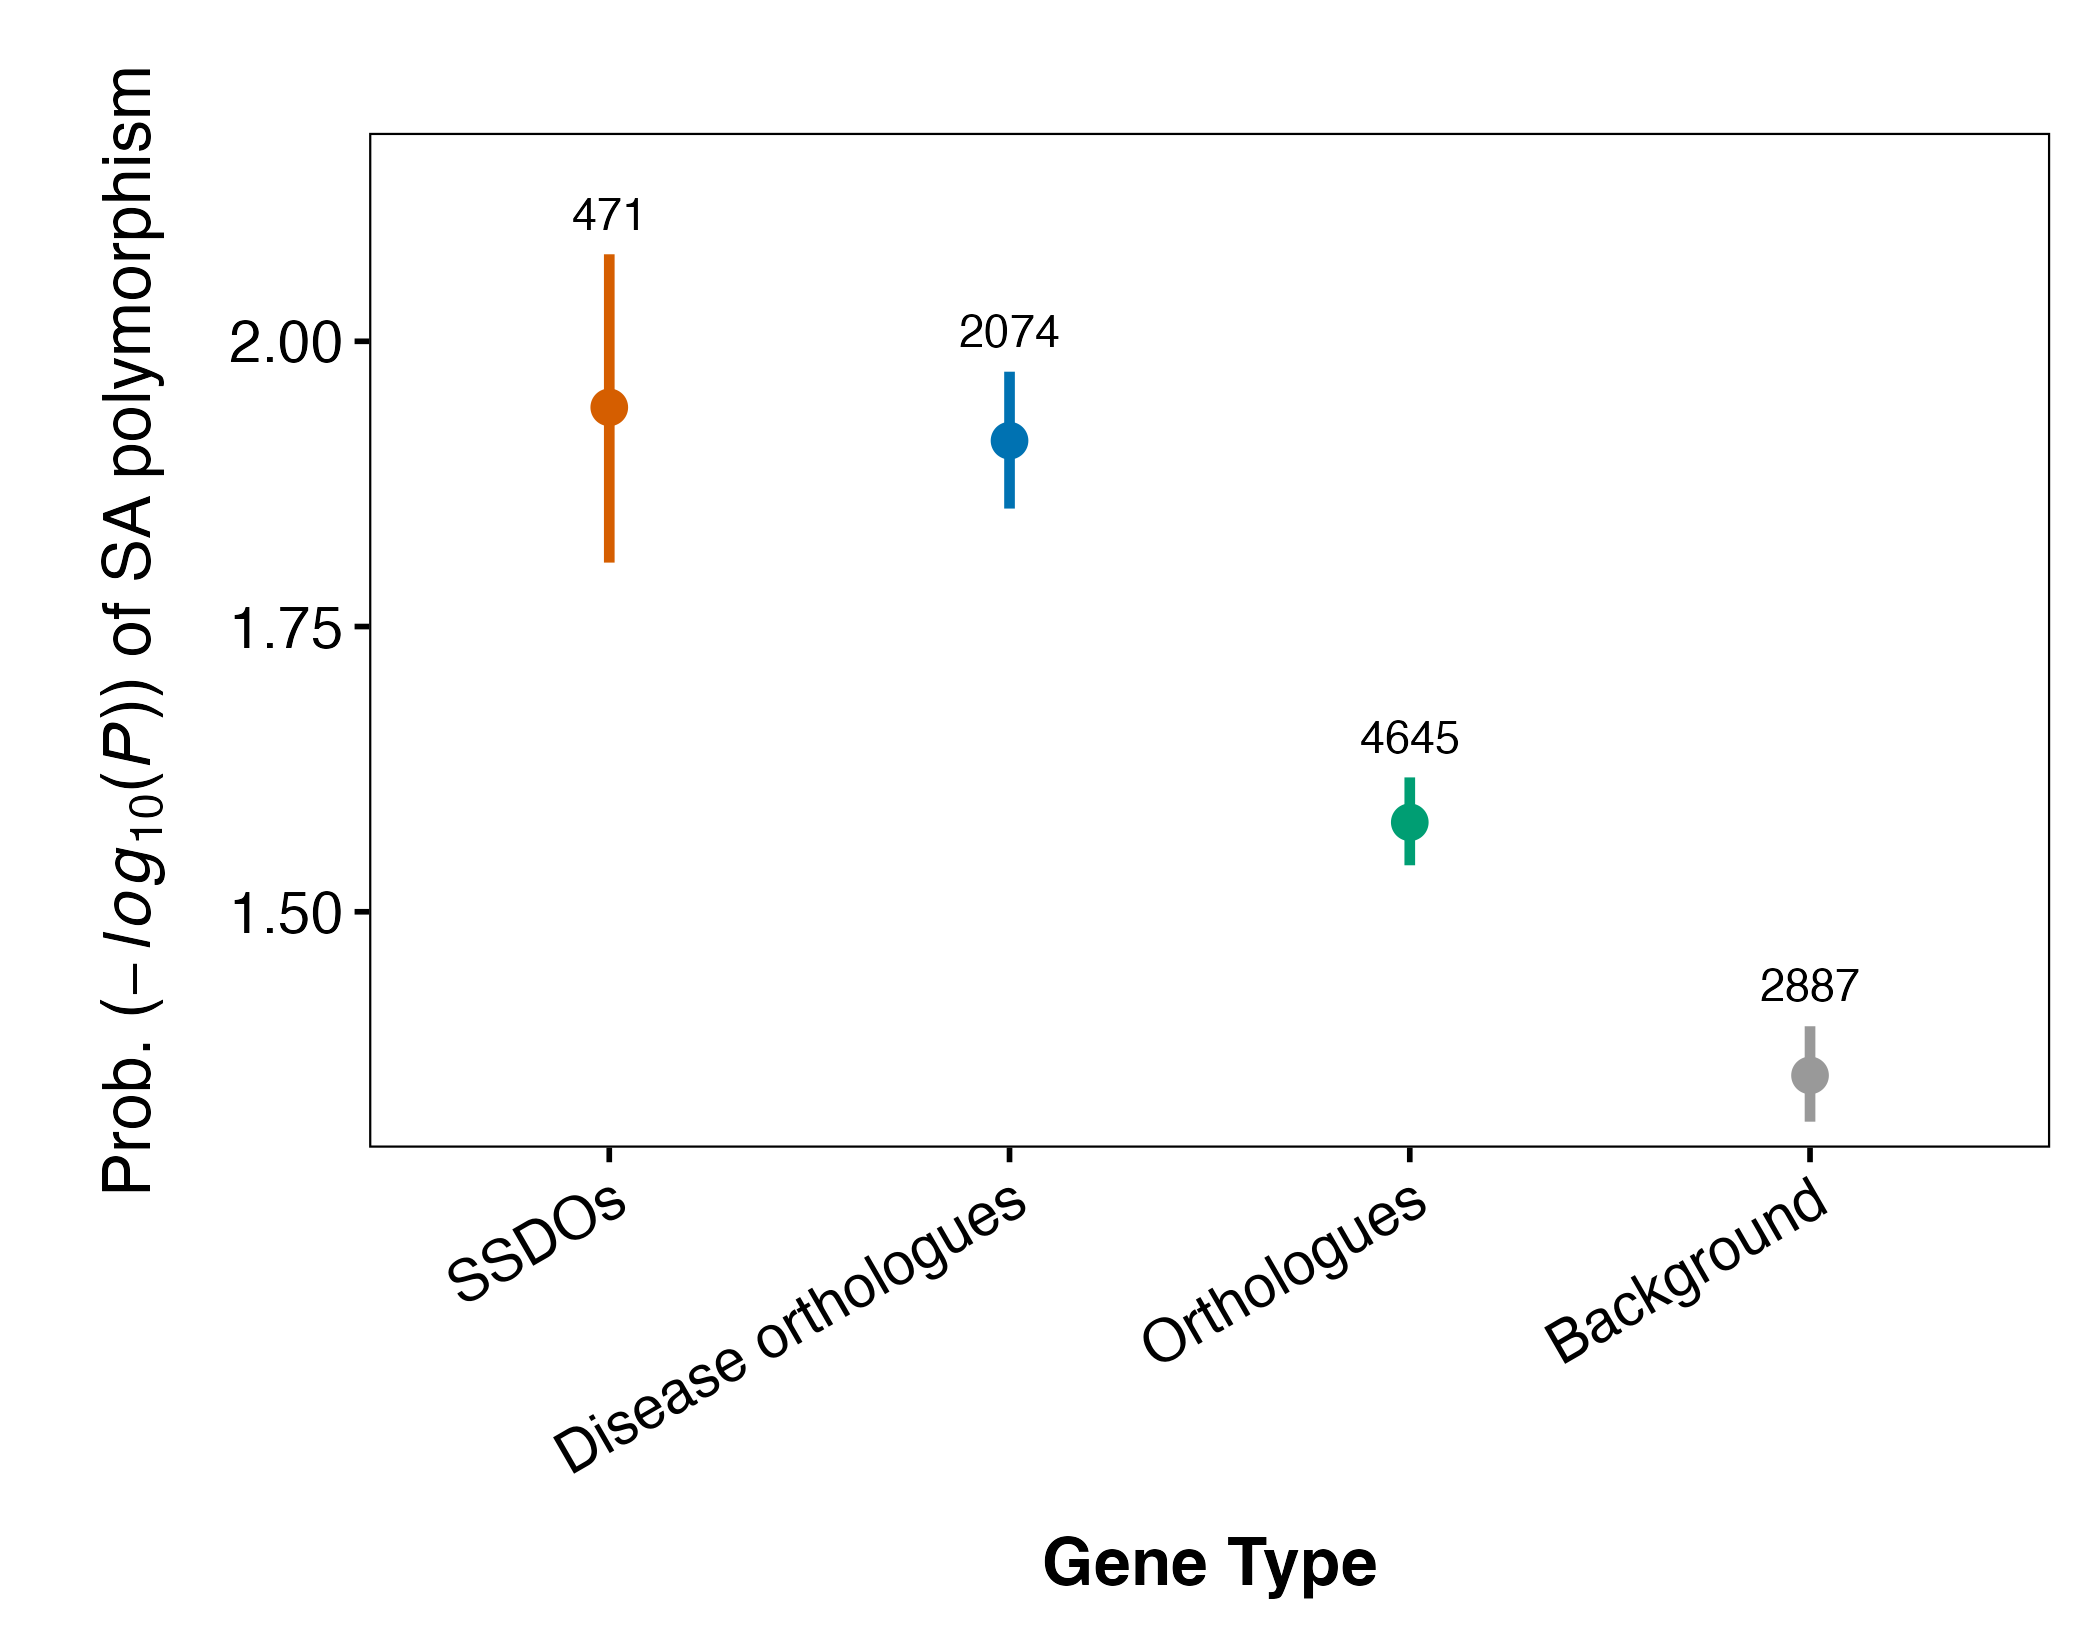 Prob. (− log10(P)) of SA polymorphism
2.00
1.75
1.50
471
2074
4645
2887
SSDOs
Disease orthologues
Orthologues
Background
Gene Type